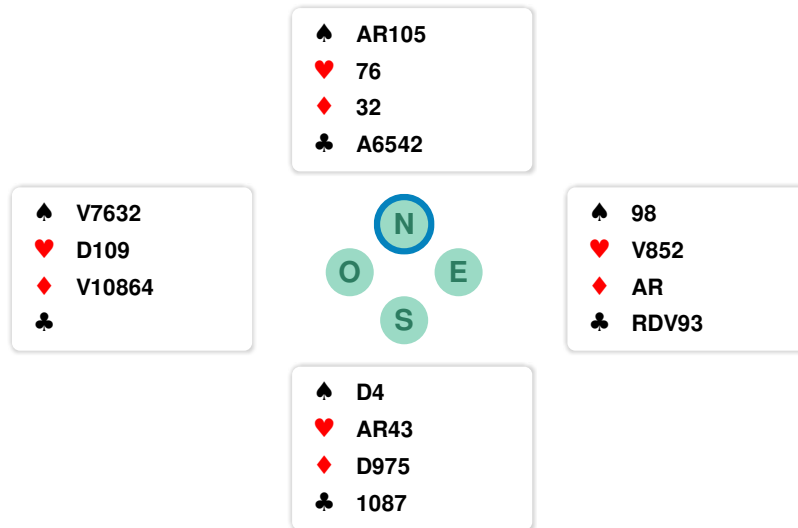 ♠ AR105
♥ 76
♦ 32
♣ A6542
♠ V7632
♥ D109
♦ V10864
♣
N
O
E
S
♠ 98
♥ V852
♦ AR
♣ RDV93
♠ D4
♥ AR43
♦ D975
♣ 1087